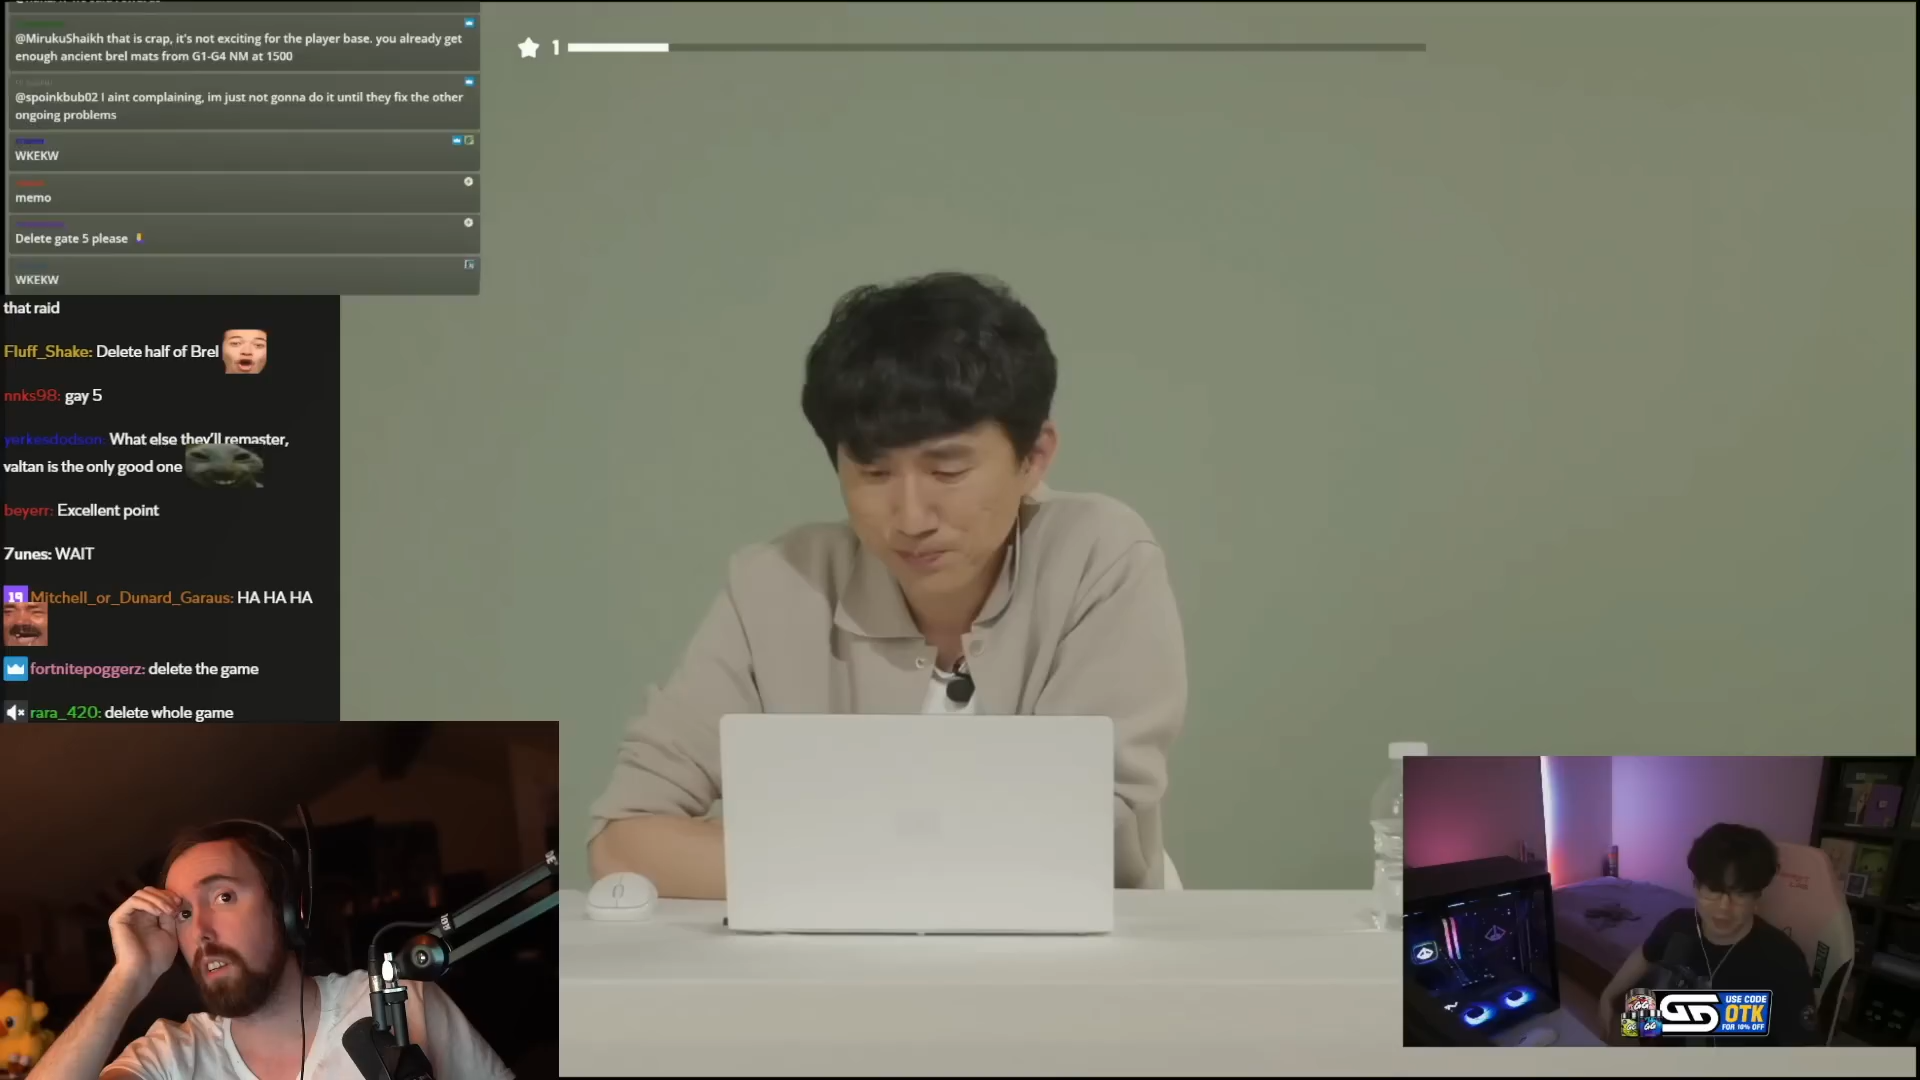 @MirukuShaikh that is crap, it's not exciting for the player base. you already get
enough ancient brel mats from G1-G4 NM at 1500
@spoinkbub02 I aint complaining, im just not gonna do it until they fix the other
ongoing problems
WKEKW
memo
Delete gate 5 please
WKEKW
that raid
Fluff_Shake: Delete half of Brel
nnks98: gay 5
yerkesdodson: What else they'll remaster,
valtan is the only good one
beyerr: Excellent point
7unes: WAIT
19 Mitchell_or_Dunard_Garaus: HA HA HA
fortnitepoggerz: delete the game
rara_420: delete whole game
1
USE CODE
OTK
FOR 10% OFF
GG